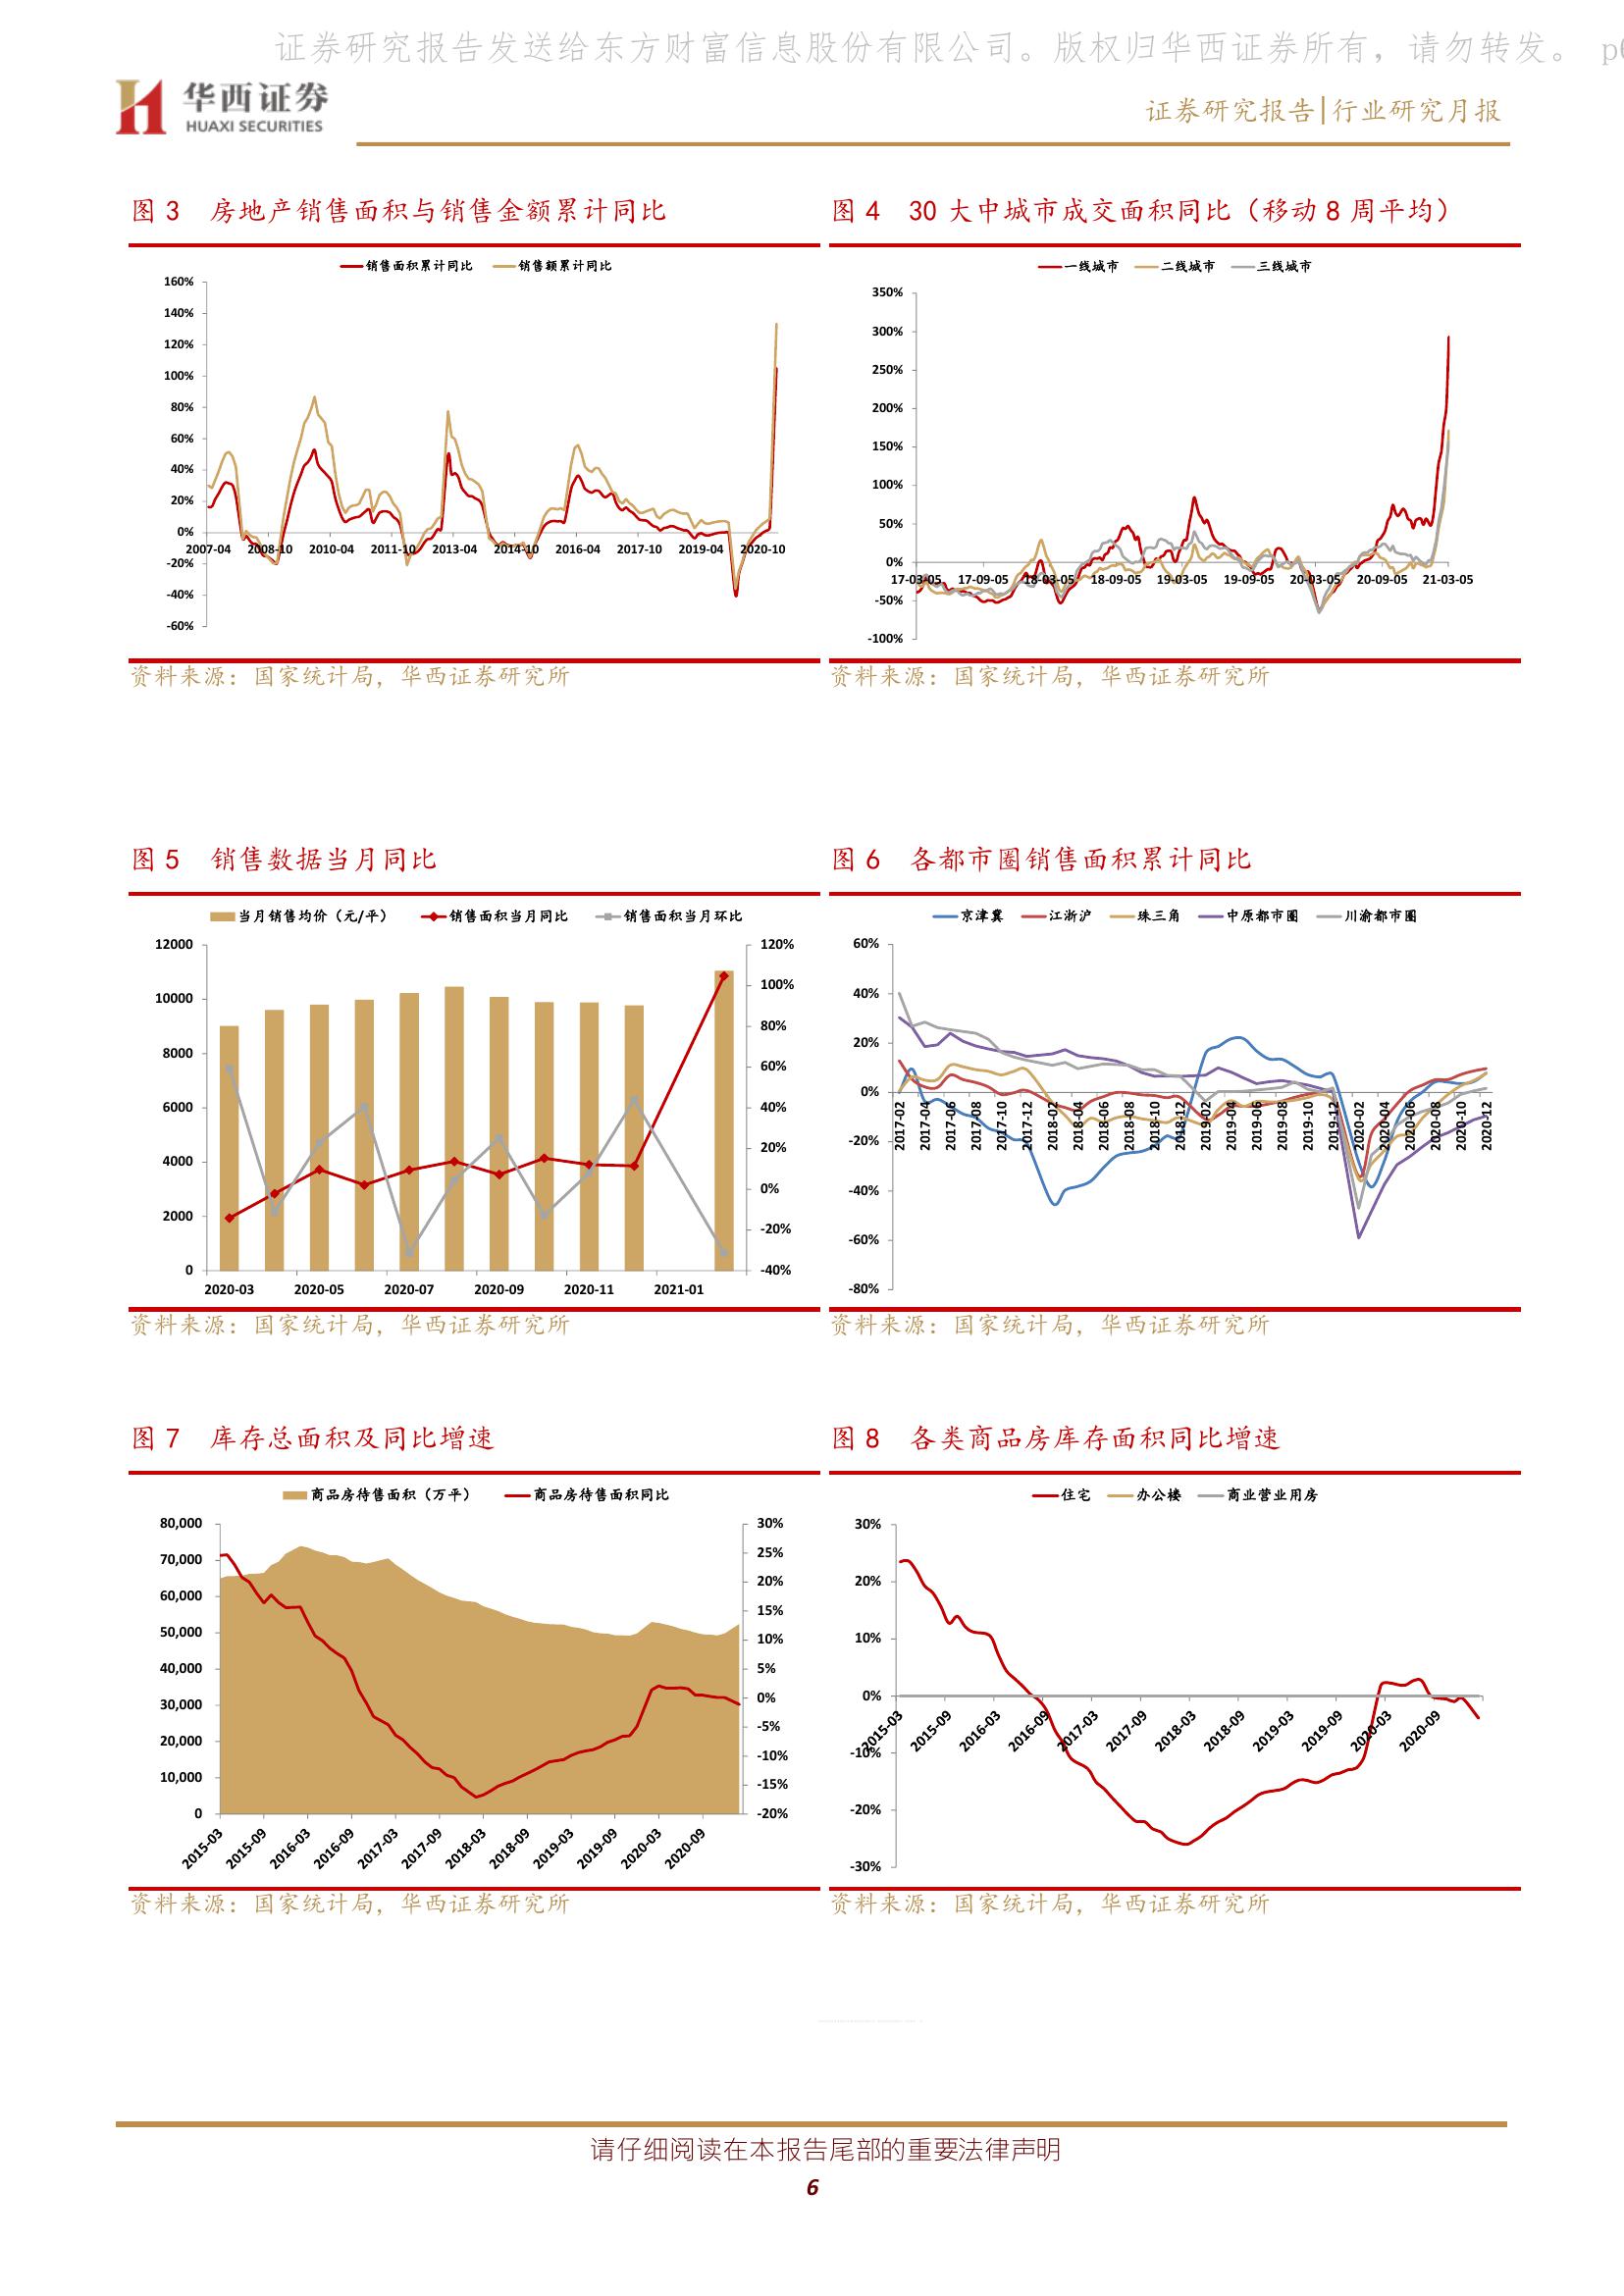 证券研究报告发送给东方财富信息股份有限公司。版权归华西证券所有，请勿转发。 p
华西证券
HUAXI SECURITIES
证券研究报告|行业研究月报
图 3 房地产销售面积与销售金额累计同比
销售面积累计同比 销售额累计同比
160%
140%
120%
100%
80%
60%
40%
20%
0%
-20%
-40%
-60%
2007-04 2008-10 2010-04 2011-10 2013-04 2014-10 2016-04 2017-10 2019-04 2020-10
资料来源：国家统计局，华西证券研究所
图 4 30 大中城市成交面积同比（移动 8 周平均）
一线城市 二线城市 三线城市
350%
300%
250%
200%
150%
100%
50%
0%
-50%
-100%
17-03-05 17-09-05 18-03-05 18-09-05 19-03-05 19-09-05 20-03-05 20-09-05 21-03-05
资料来源：国家统计局，华西证券研究所
图 5 销售数据当月同比
当月销售均价（元/平） 销售面积当月同比 销售面积当月环比
12000
10000
8000
6000
4000
2000
0
120%
100%
80%
60%
40%
20%
0%
-20%
-40%
2020-03 2020-05 2020-07 2020-09 2020-11 2021-01
资料来源：国家统计局，华西证券研究所
图 6 各都市圈销售面积累计同比
京津冀 江浙沪 珠三角 中原都市圈 川渝都市圈
60%
40%
20%
0%
-20%
-40%
-60%
-80%
2017-02 2017-04 2017-06 2017-08 2017-10 2017-12 2018-02 2018-04 2018-06 2018-08 2018-10 2018-12 2019-02 2019-04 2019-06 2019-08 2019-10 2019-12 2020-02 2020-04 2020-06 2020-08 2020-10 2020-12
资料来源：国家统计局，华西证券研究所
图 7 库存总面积及同比增速
商品房待售面积（万平） 商品房待售面积同比
80,000
70,000
60,000
50,000
40,000
30,000
20,000
10,000
0
30%
25%
20%
15%
10%
5%
0%
-5%
-10%
-15%
-20%
2015-03 2015-09 2016-03 2016-09 2017-03 2017-09 2018-03 2018-09 2019-03 2019-09 2020-03 2020-09
资料来源：国家统计局，华西证券研究所
图 8 各类商品房库存面积同比增速
住宅 办公楼 商业营业用房
30%
20%
10%
0%
-10%
-20%
-30%
2015-03 2015-09 2016-03 2016-09 2017-03 2017-09 2018-03 2018-09 2019-03 2019-09 2020-03 2020-09
资料来源：国家统计局，华西证券研究所
请仔细阅读在本报告尾部的重要法律声明
6